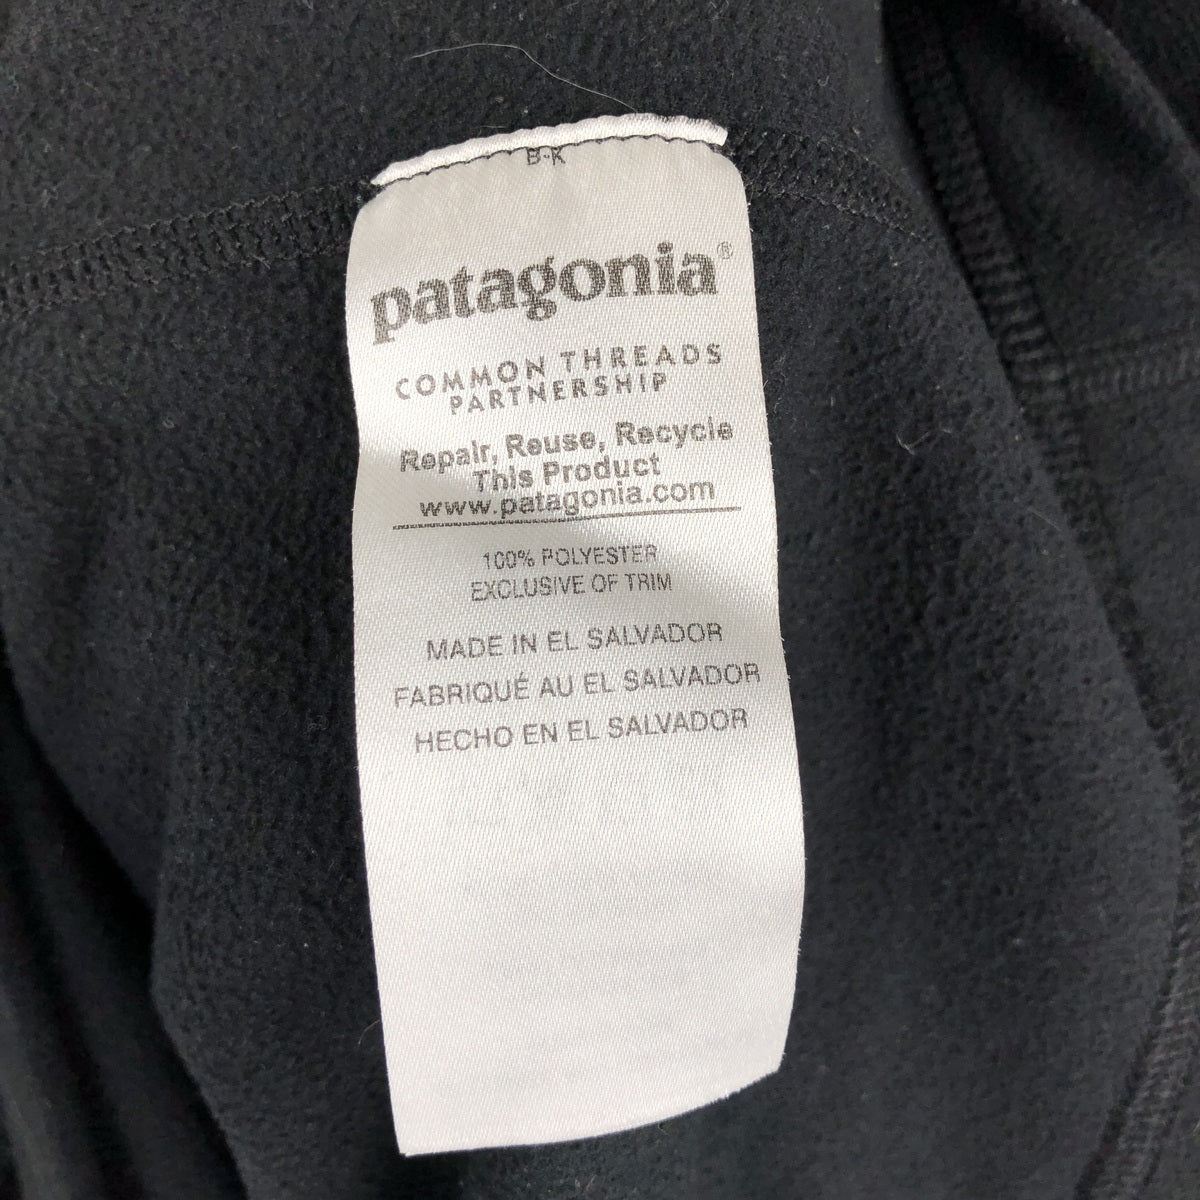 B-K
patagonia®
COMMON THREADS
PARTNERSHIP
Repair, Reuse, Recycle
This Product
www.patagonia.com
100% POLYESTER
EXCLUSIVE OF TRIM
MADE IN EL SALVADOR
FABRIQUÉ AU EL SALVADOR
HECHO EN EL SALVADOR